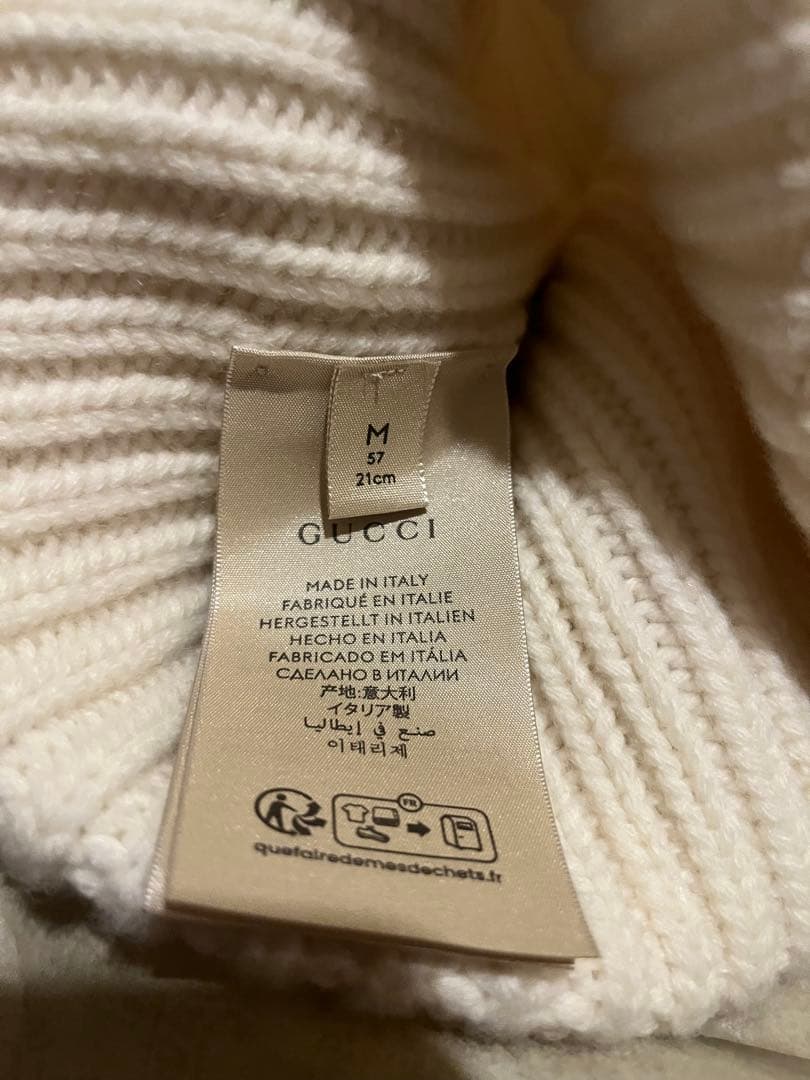 M
57
21cm
GUCCI
MADE IN ITALY
FABRIQUÉ EN ITALIE
HERGESTELLT IN ITALIEN
HECHO EN ITALIA
FABRICADO EM ITÁLIA
СДЕЛАНО В ИТАЛИИ
产地:意大利
イタリア製
صنع في إيطاليا
이태리제
FR
quefairedemesdechets.fr